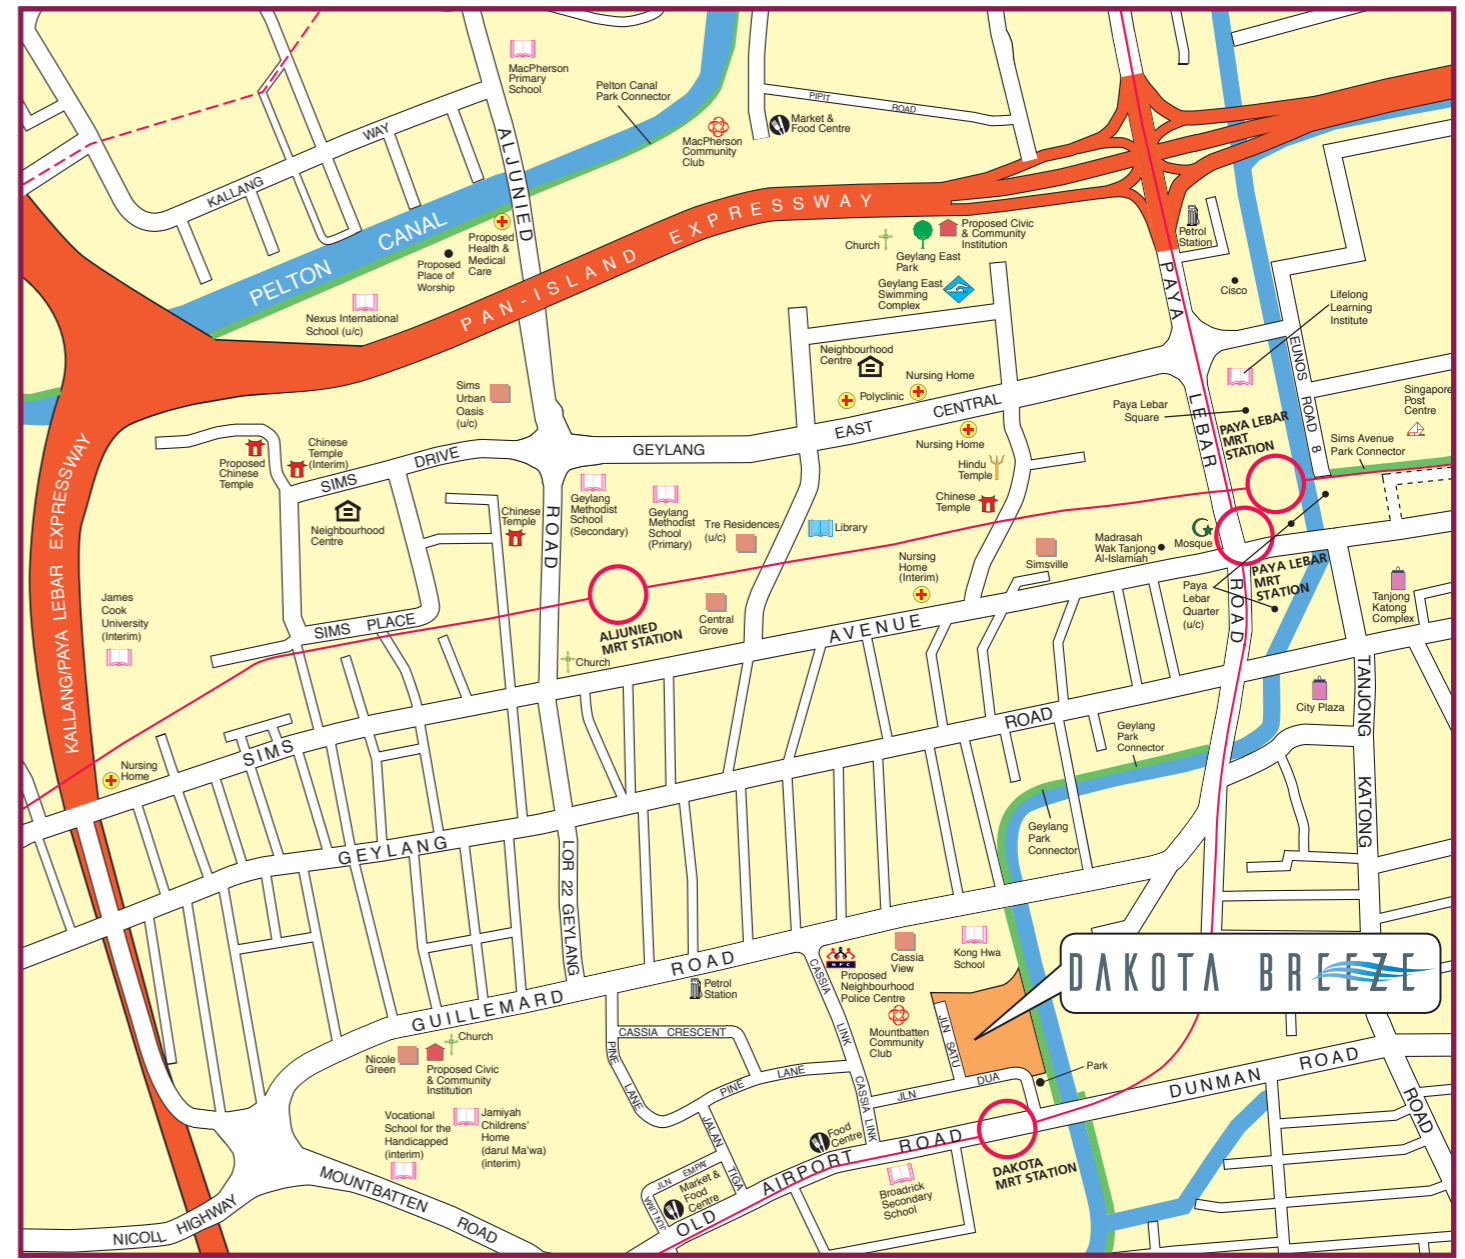 MacPherson
Primary
School
Pelton Canal
Park Connector
PIPIT
ROAD
Market &
Food Centre
MacPherson
Community
Club
KALLANG
WAY
ALJUNIED
PELTON
CANAL
Proposed
Health &
Medical
Care
Proposed
Place of
Worship
Nexus International
School (u/c)
PAN-ISLAND
EXPRESSWAY
Church
Geylang East
Park
Proposed Civic
& Community
Institution
Geylang East
Swimming
Complex
Petrol
Station
Cisco
PAYA
Lifelong
Learning
Institute
EUNOS
ROAD 8
Singapore
Post
Centre
Sims Avenue
Park Connector
Paya Lebar
Square
PAYA LEBAR
MRT
STATION
LEBAR
Neighbourhood
Centre
Polyclinic
Nursing Home
CENTRAL
EAST
GEYLANG
Nursing Home
Hindu
Temple
Chinese
Temple
Sims
Urban
Oasis
(u/c)
Chinese
Temple
(Interim)
Proposed
Chinese
Temple
SIMS
DRIVE
Neighbourhood
Centre
Chinese
Temple
ROAD
Geylang
Methodist
School
(Secondary)
Geylang
Methodist
School
(Primary)
Tre Residences
(u/c)
Library
Nursing
Home
(Interim)
Simsville
Madrasah
Wak Tanjong
Al-Islamiah
Mosque
PAYA LEBAR
MRT
STATION
Paya
Lebar
Quarter
(u/c)
ROAD
Tanjong
Katong
Complex
City Plaza
TANJONG
KATONG
ROAD
KALLANG/PAYA LEBAR EXPRESSWAY
James
Cook
University
(Interim)
SIMS PLACE
ALJUNIED
MRT STATION
Central
Grove
Church
AVENUE
SIMS
Nursing
Home
ROAD
GEYLANG
Geylang
Park
Connector
Geylang
Park
Connector
LOR 22 GEYLANG
ROAD
GUILLEMARD
Petrol
Station
CASSIA
LINK
Proposed
Neighbourhood
Police Centre
N P C
Cassia
View
Kong Hwa
School
DAKOTA BREEZE
Mountbatten
Community
Club
JLN
SATU
Park
DUA
JLN
CASSIA LINK
CASSIA CRESCENT
PINE
LANE
PINE
LANE
Nicole
Green
Church
Proposed Civic
& Community
Institution
Vocational
School for the
Handicapped
(interim)
Jamiyah
Childrens'
Home
(darul Ma'wa)
(interim)
MOUNTBATTEN
ROAD
NICOLL HIGHWAY
JALAN
TIGA
JLN EMPAT
JLN LIMA
Market &
Food
Centre
Food
Centre
OLD
AIRPORT
ROAD
Broadrick
Secondary
School
DAKOTA
MRT STATION
DUNMAN
ROAD